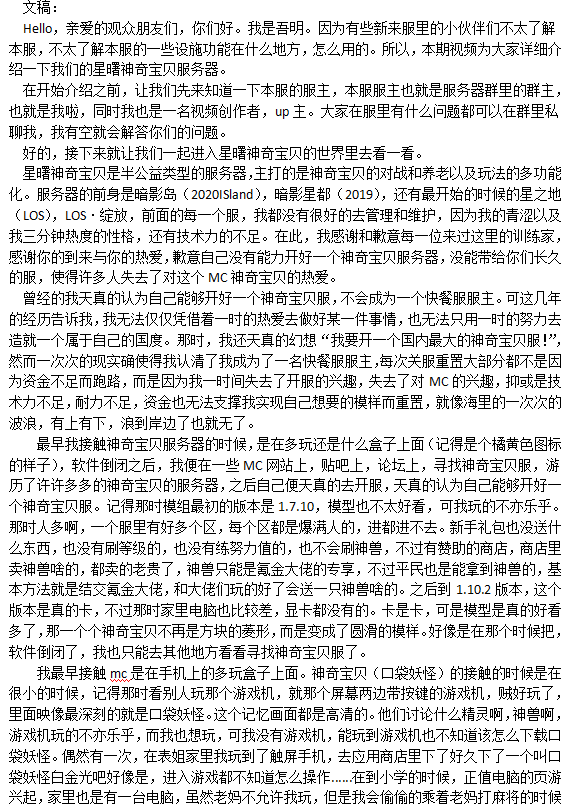 文稿：
Hello，亲爱的观众朋友们，你们好。我是吾明。因为有些新来服里的小伙伴们不太了解
本服，不太了解本服的一些设施功能在什么地方，怎么用的。所以，本期视频为大家详细介
绍一下我们的星曙神奇宝贝服务器。
在开始介绍之前，让我们先来知道一下本服的服主，本服服主也就是服务器群里的群主，
也就是我啦，同时我也是一名视频创作者，up 主。大家在服里有什么问题都可以在群里私
聊我，我有空就会解答你们的问题。
好的，接下来就让我们一起进入星曙神奇宝贝的世界里去看一看。
星曙神奇宝贝是半公益类型的服务器，主打的是神奇宝贝的对战和养老以及玩法的多功能
化。服务器的前身是暗影岛（2020ISland），暗影星都（2019），还有最开始的时候的星之地
（LOS），LOS·绽放，前面的每一个服，我都没有很好的去管理和维护，因为我的青涩以及
我三分钟热度的性格，还有技术力的不足。在此，我感谢和歉意每一位来过这里的训练家，
感谢你的到来与你的热爱，歉意自己没有能力开好一个神奇宝贝服务器，没能带给你们长久
的服，使得许多人失去了对这个 MC 神奇宝贝的热爱。
曾经的我天真的认为自己能够开好一个神奇宝贝服，不会成为一个快餐服服主。可这几年
的经历告诉我，我无法仅仅凭借着一时的热爱去做好某一件事情，也无法只用一时的努力去
造就一个属于自己的国度。那时，我还天真的幻想“我要开一个国内最大的神奇宝贝服！”，
然而一次次的现实确使得我认清了我成为了一名快餐服服主，每次关服重置大部分都不是因
为资金不足而跑路，而是因为我一时间失去了开服的兴趣，失去了对 MC 的兴趣，抑或是技
术力不足，耐力不足，资金也无法支撑我实现自己想要的模样而重置，就像海里的一次次的
波浪，有上有下，浪到岸边了也就无了。
最早我接触神奇宝贝服务器的时候，是在多玩还是什么盒子上面（记得是个橘黄色图标
的样子），软件倒闭之后，我便在一些 MC 网站上，贴吧上，论坛上，寻找神奇宝贝服，游
历了许许多多的神奇宝贝的服务器，之后自己便天真的去开服，天真的认为自己能够开好一
个神奇宝贝服。记得那时模组最初的版本是 1.7.10，模型也不太好看，可我玩的不亦乐乎。
那时人多啊，一个服里有好多个区，每个区都是爆满人的，进都进不去。新手礼包也没送什
么东西，也没有刷等级的，也没有练努力值的，也不会刷神兽，不过有赞助的商店，商店里
卖神兽啥的，都卖的老贵了，神兽只能是氪金大佬的专享，不过平民也是能拿到神兽的，基
本方法就是结交氪金大佬，和大佬们玩的好了会送一只神兽啥的。之后到 1.10.2 版本，这个
版本是真的卡，不过那时家里电脑也比较差，显卡都没有的。卡是卡，可是模型是真的好看
多了，那一个个神奇宝贝不再是方块的菱形，而是变成了圆滑的模样。好像是在那个时候把，
软件倒闭了，我也只能去其他地方看看寻找神奇宝贝服了。
我最早接触 mc 是在手机上的多玩盒子上面。神奇宝贝（口袋妖怪）的接触的时候是在
很小的时候，记得那时看别人玩那个游戏机，就那个屏幕两边带按键的游戏机，贼好玩了，
里面映像最深刻的就是口袋妖怪。这个记忆画面都是高清的。他们讨论什么精灵啊，神兽啊，
游戏机玩的不亦乐乎，而我也想玩，可我没有游戏机，能玩到游戏机也不知道该怎么下载口
袋妖怪。偶然有一次，在表姐家里我玩到了触屏手机，去应用商店里下了好久下了一个叫口
袋妖怪白金光吧好像是，进入游戏都不知道怎么操作……在到小学的时候，正值电脑的页游
兴起，家里也是有一台电脑，虽然老妈不允许我玩，但是我会偷偷的乘着老妈打麻将的时候